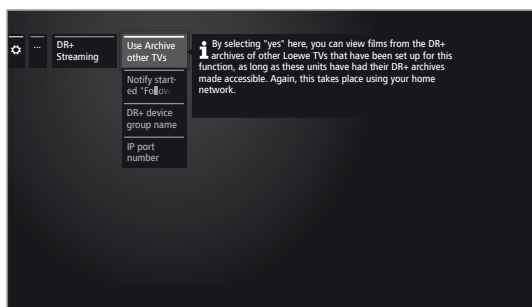 ...
DR+
Streaming
Use Archive
other TVs
Notify start-
ed "Follow
DR+ device
group name
IP port
number
i By selecting "yes" here, you can view films from the DR+
archives of other Loewe TVs that have been set up for this
function, as long as these units have had their DR+ archives
made accessible. Again, this takes place using your home
network.